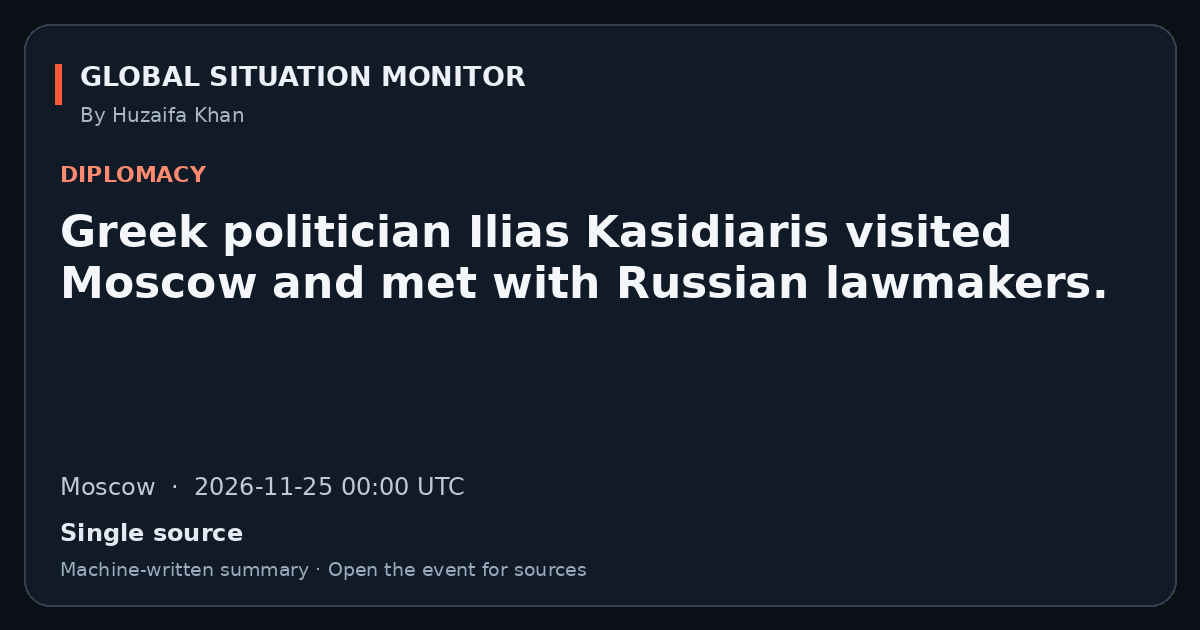 GLOBAL SITUATION MONITOR
By Huzaifa Khan
DIPLOMACY
Greek politician Ilias Kasidiaris visited
Moscow and met with Russian lawmakers.
Moscow · 2026-11-25 00:00 UTC
Single source
Machine-written summary · Open the event for sources